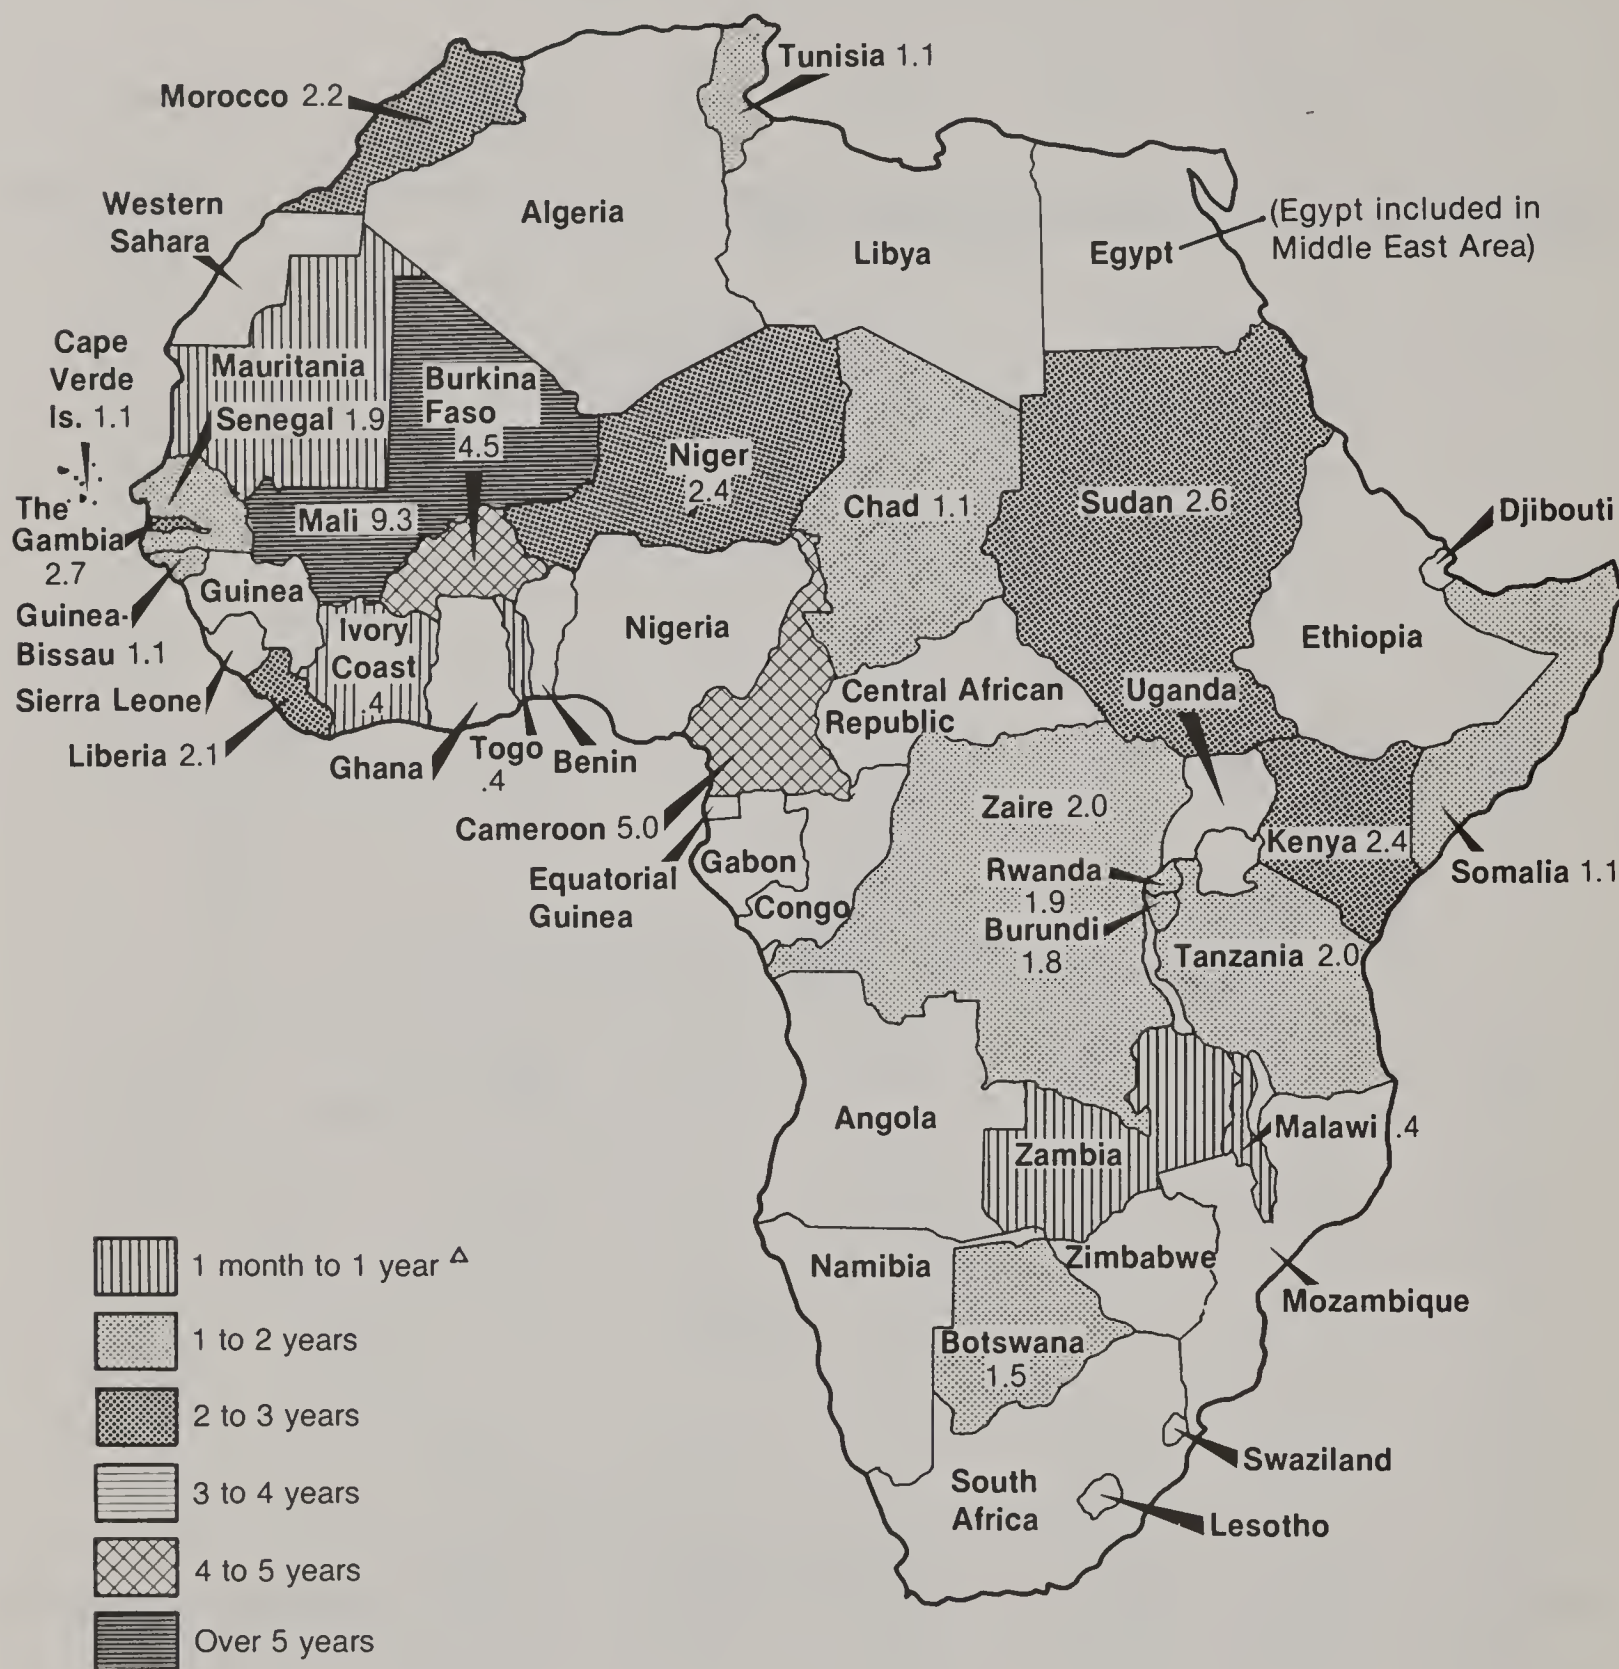 Tunisia 1.1
Morocco 2.2
Western
Sahara
Algeria
Libya
Egypt
(Egypt included in
Middle East Area)
Cape
Verde
Is. 1.1
Mauritania
Burkina
Faso
4.5
Senegal 1.9
Niger
2.4
Chad 1.1
Sudan 2.6
Djibouti
The
Gambia
2.7
Mali 9.3
Guinea
Guinea-
Bissau 1.1
Ivory
Coast
.4
Nigeria
Ethiopia
Sierra Leone
Central African
Republic
Uganda
Liberia 2.1
Ghana
Togo
.4
Benin
Cameroon 5.0
Zaire 2.0
Kenya 2.4
Somalia 1.1
Equatorial
Guinea
Gabon
Congo
Rwanda
1.9
Burundi
1.8
Tanzania 2.0
Angola
Zambia
Malawi .4
Namibia
Zimbabwe
Mozambique
Botswana
1.5
Swaziland
South
Africa
Lesotho
1 month to 1 year Δ
1 to 2 years
2 to 3 years
3 to 4 years
4 to 5 years
Over 5 years